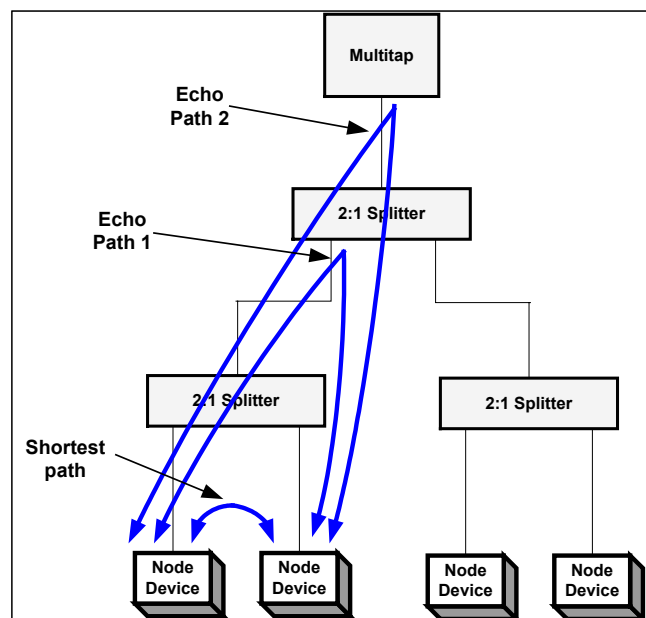 Multitap
Echo
Path 2
2:1 Splitter
Echo
Path 1
2:1 Splitter
2:1 Splitter
Shortest
path
Node
Device
Node
Device
Node
Device
Node
Device